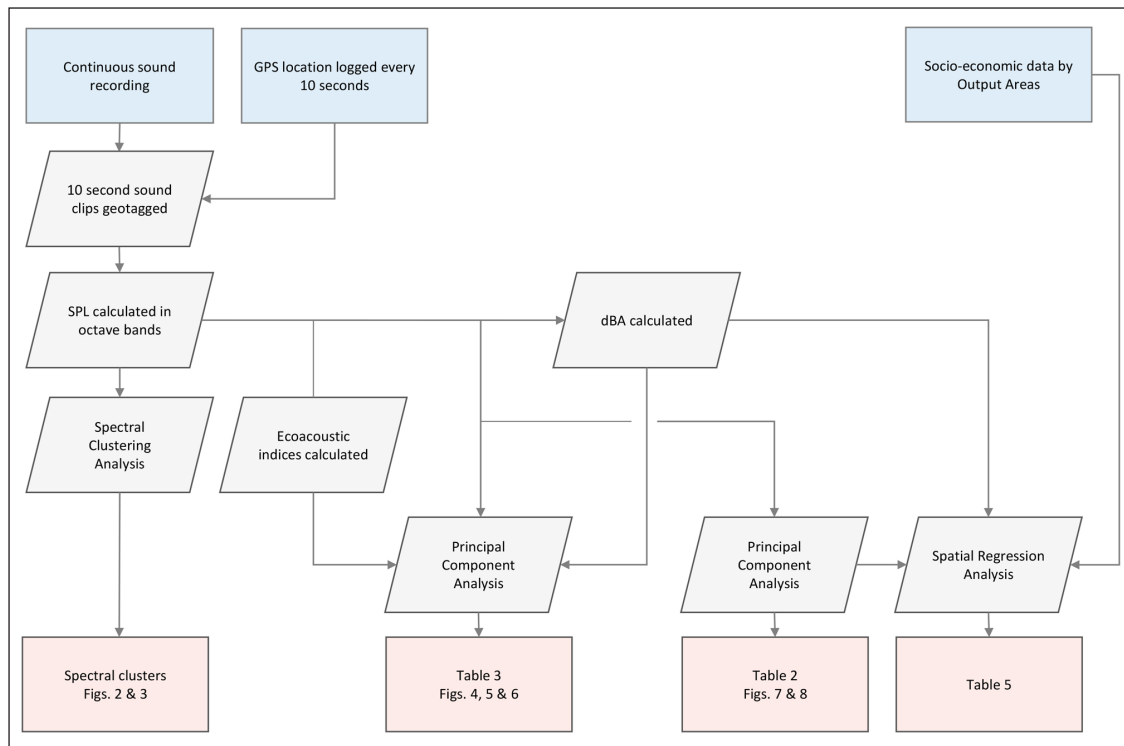 Continuous sound
recording
GPS location logged every
10 seconds
Socio-economic data by
Output Areas
10 second sound
clips geotagged
SPL calculated in
octave bands
dBA calculated
Spectral
Clustering
Analysis
Ecoacoustic
indices calculated
Principal
Component
Analysis
Principal
Component
Analysis
Spatial Regression
Analysis
Spectral clusters
Figs. 2 & 3
Table 3
Figs. 4, 5 & 6
Table 2
Figs. 7 & 8
Table 5